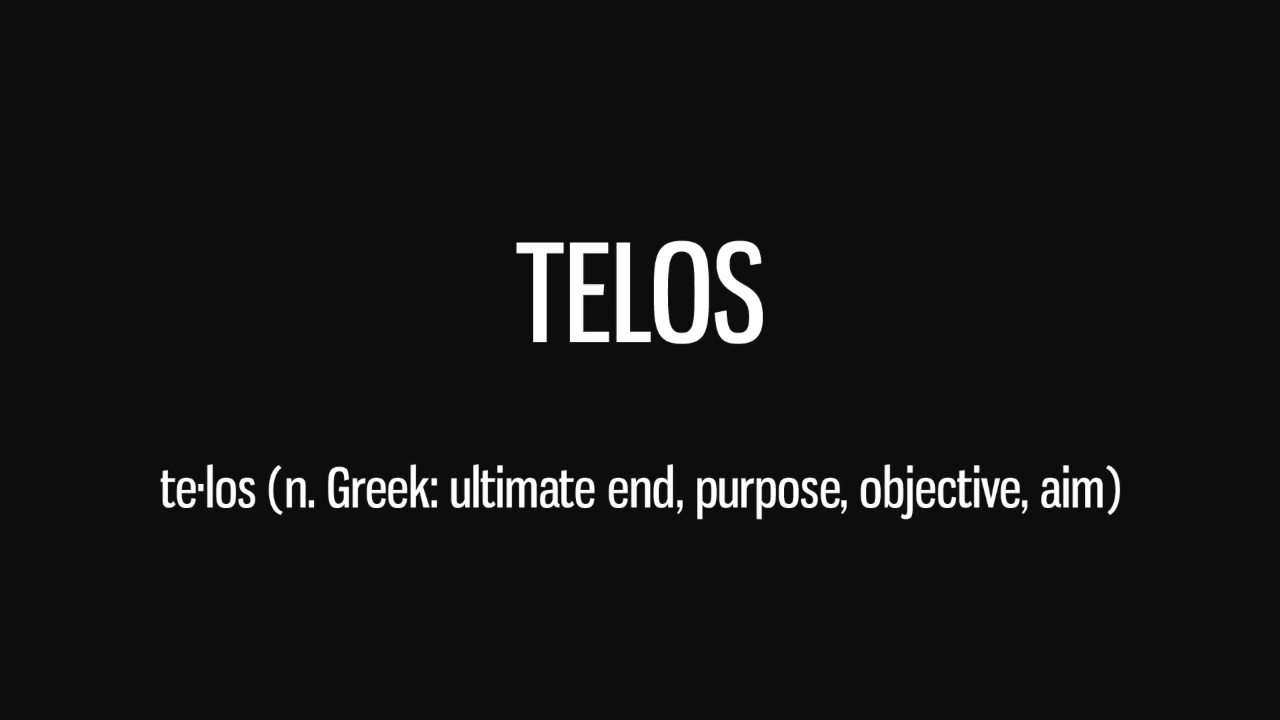 TELOS
te·los (n. Greek: ultimate end, purpose, objective, aim)